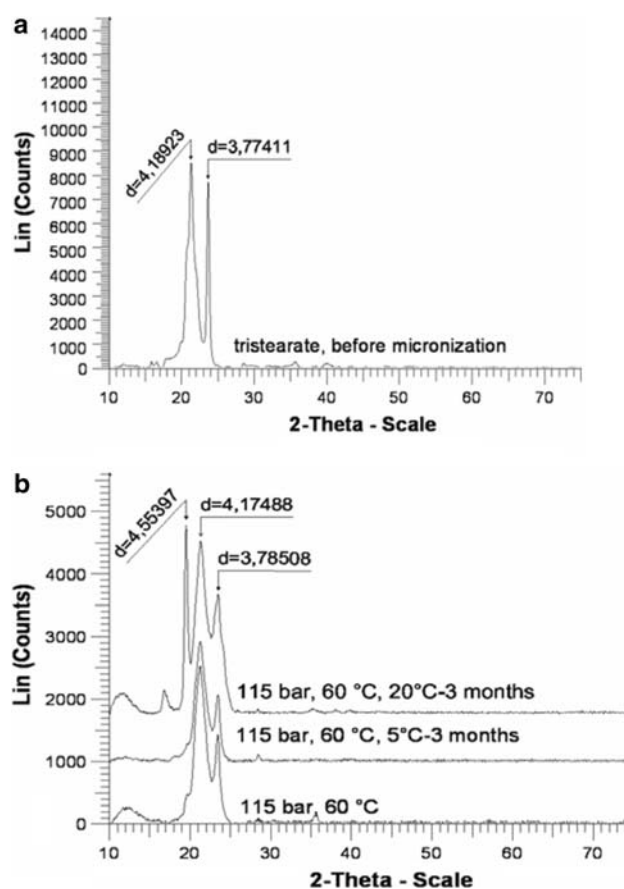 a
14000
13000
12000
11000
10000
9000
8000
7000
6000
5000
4000
3000
2000
1000
0
Lin (Counts)
d=4,18923
d=3,77411
tristearate, before micronization
10 20 30 40 50 60 70
2-Theta - Scale
b
5000
4000
3000
2000
1000
0
Lin (Counts)
d=4,55397
d=4,17488
d=3,78508
115 bar, 60 °C, 20°C-3 months
115 bar, 60 °C, 5°C-3 months
115 bar, 60 °C
10 20 30 40 50 60 70
2-Theta - Scale